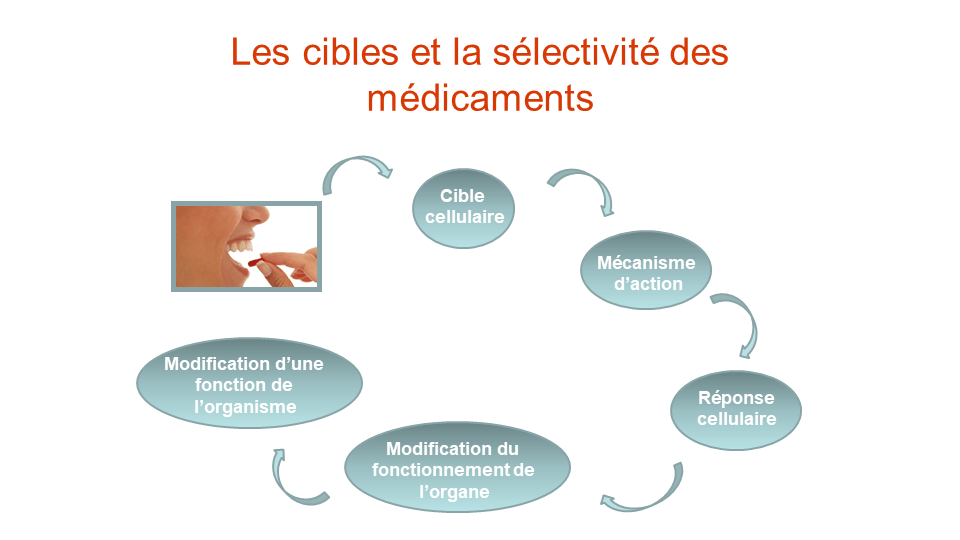 Les cibles et la sélectivité des
médicaments
Cible
cellulaire
Mécanisme
d’action
Réponse
cellulaire
Modification du
fonctionnement de
l’organe
Modification d’une
fonction de
l’organisme